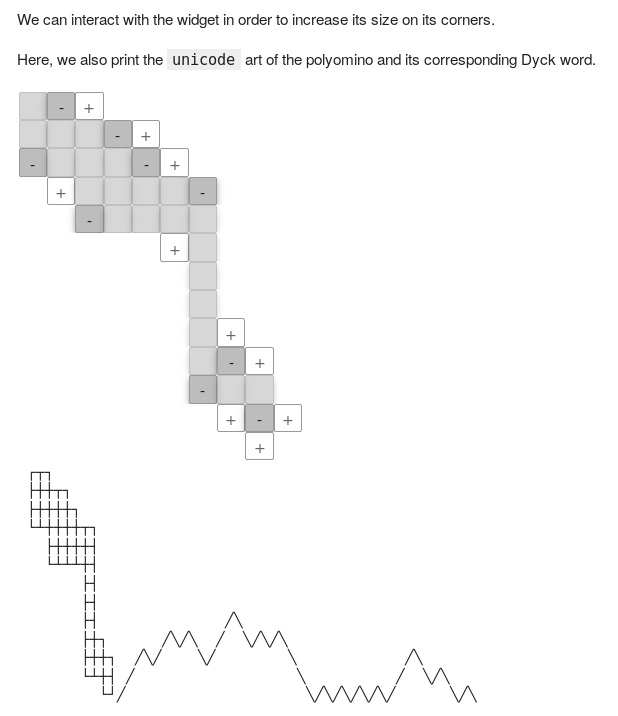 We can interact with the widget in order to increase its size on its corners.
Here, we also print the unicode art of the polyomino and its corresponding Dyck word.
- +
- +
- - +
+ -
-
+
+
- +
-
+ - +
+